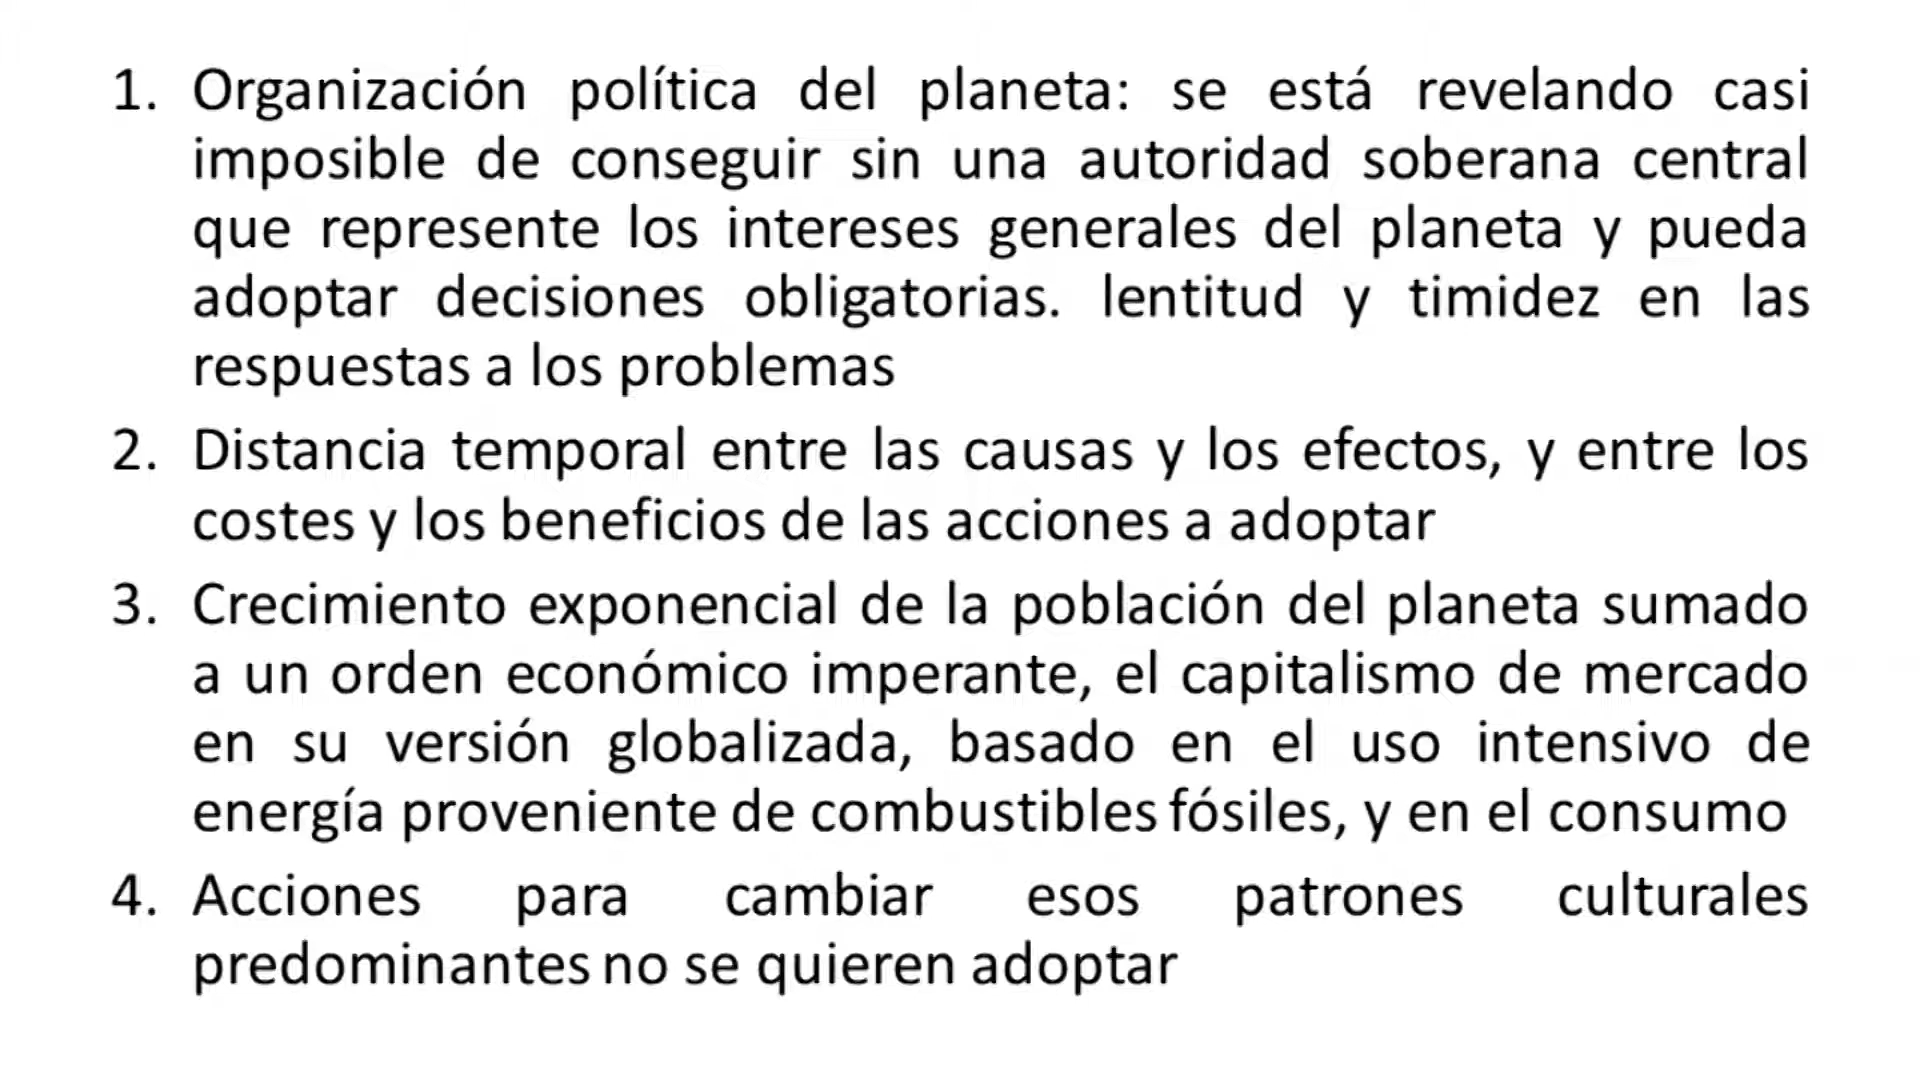 1. Organización política del planeta: se está revelando casi
imposible de conseguir sin una autoridad soberana central
que represente los intereses generales del planeta y pueda
adoptar decisiones obligatorias. lentitud y timidez en las
respuestas a los problemas
2. Distancia temporal entre las causas y los efectos, y entre los
costes y los beneficios de las acciones a adoptar
3. Crecimiento exponencial de la población del planeta sumado
a un orden económico imperante, el capitalismo de mercado
en su versión globalizada, basado en el uso intensivo de
energía proveniente de combustibles fósiles, y en el consumo
4. Acciones para cambiar esos patrones culturales
predominantes no se quieren adoptar